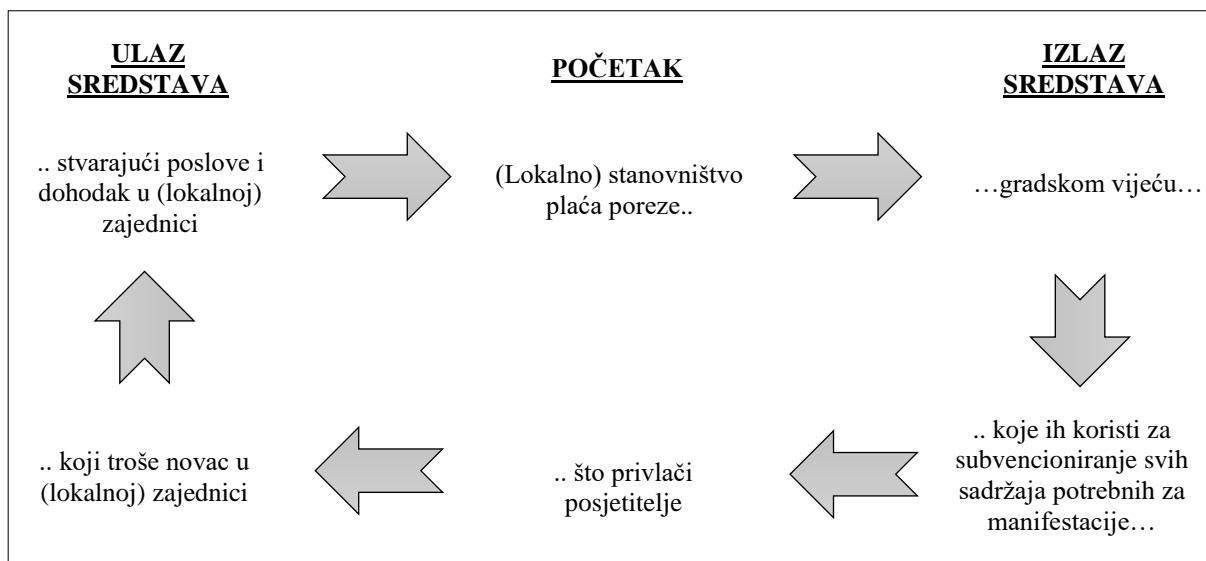 ULAZ
SREDSTAVA
POČETAK
IZLAZ
SREDSTAVA
.. stvarajući poslove i
dohodak u (lokalnoj)
zajednici
(Lokalno) stanovništvo
plaća poreze..
…gradskom vijeću…
.. koji troše novac u
(lokalnoj) zajednici
.. što privlači
posjetitelje
.. koje ih koristi za
subvencioniranje svih
sadržaja potrebnih za
manifestacije…